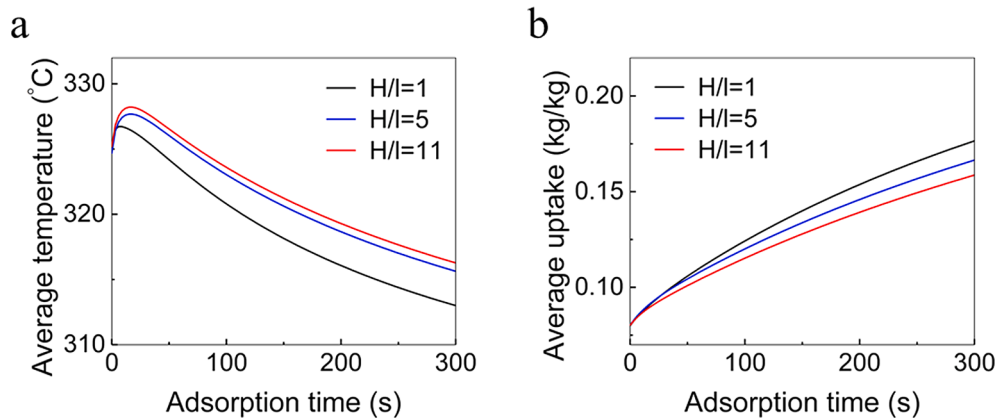 a
Average temperature (°C)
330
320
310
H/l=1
H/l=5
H/l=11
0
100
200
300
Adsorption time (s)
b
Average uptake (kg/kg)
0.20
0.15
0.10
H/l=1
H/l=5
H/l=11
0
100
200
300
Adsorption time (s)